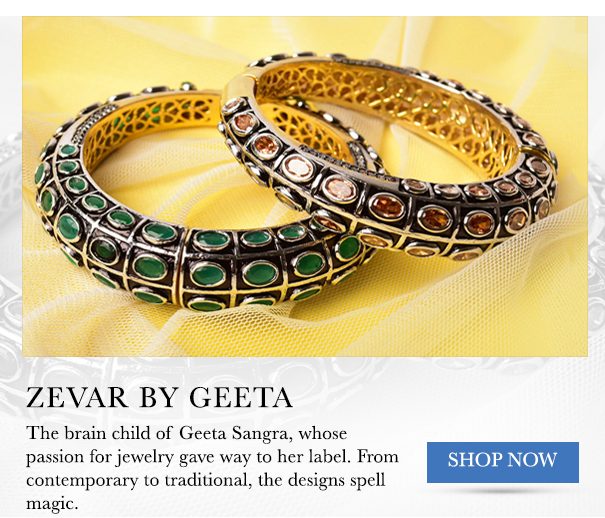 ZEVAR BY GEETA
The brain child of Geeta Sangra, whose
passion for jewelry gave way to her label. From
contemporary to traditional, the designs spell
magic.
SHOP NOW